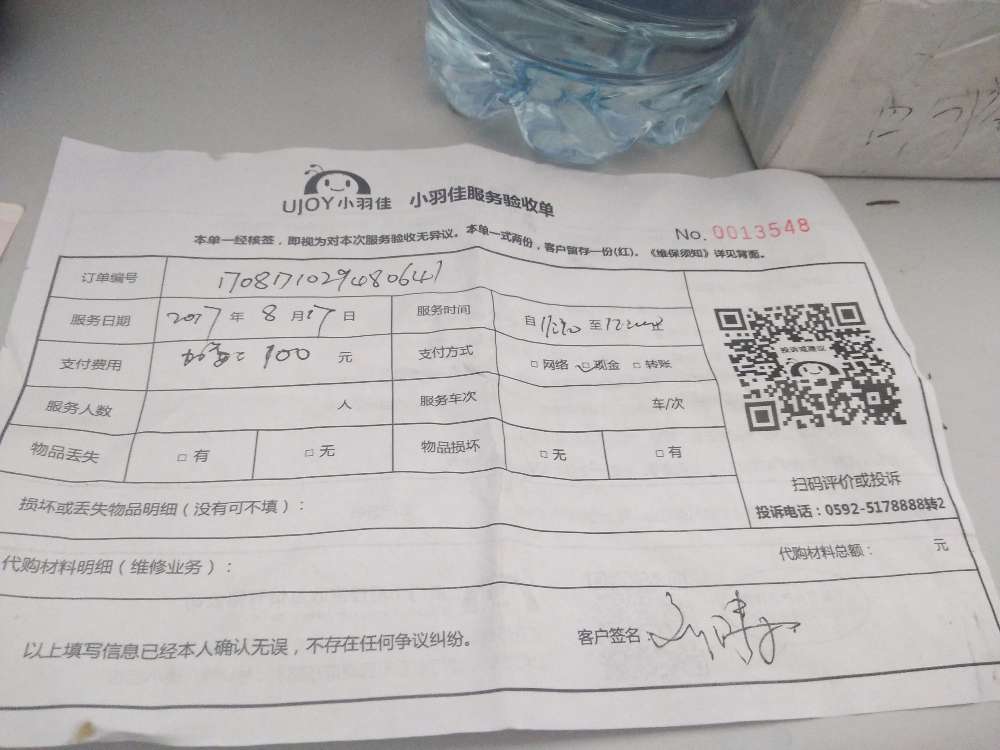 UJOY小羽佳 小羽佳服务验收单
No. 0013548
本单一经核签，即视为对本次服务验收无异议。本单一式两份，客户留存一份(红)。《维保须知》详见背面。
订单编号 170817102948064
服务日期 2017 年 8 月 17 日 服务时间 自 至
支付费用 100 元 支付方式 □ 网络 □ 现金 □ 转账
服务人数 人 服务车次 车/次
物品丢失 □ 有 □ 无 物品损坏 □ 无 □ 有
投诉或建议
扫码评价或投诉
投诉电话：0592-5178888转2
损坏或丢失物品明细（没有可不填）：
代购材料明细（维修业务）： 代购材料总额： 元
以上填写信息已经本人确认无误，不存在任何争议纠纷。 客户签名